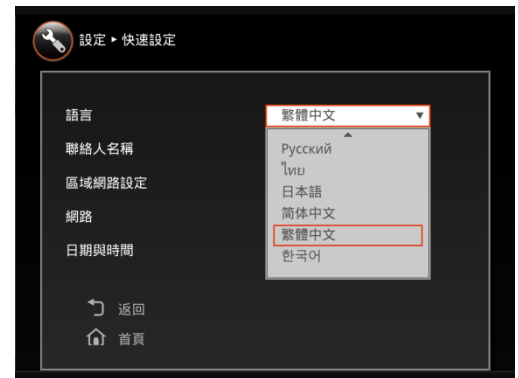 設定 ▸ 快速設定
語言
繁體中文 ▼
聯絡人名稱
區域網路設定
網路
日期與時間
Русский
ไทย
日本語
简体中文
繁體中文
한국어
返回
首頁